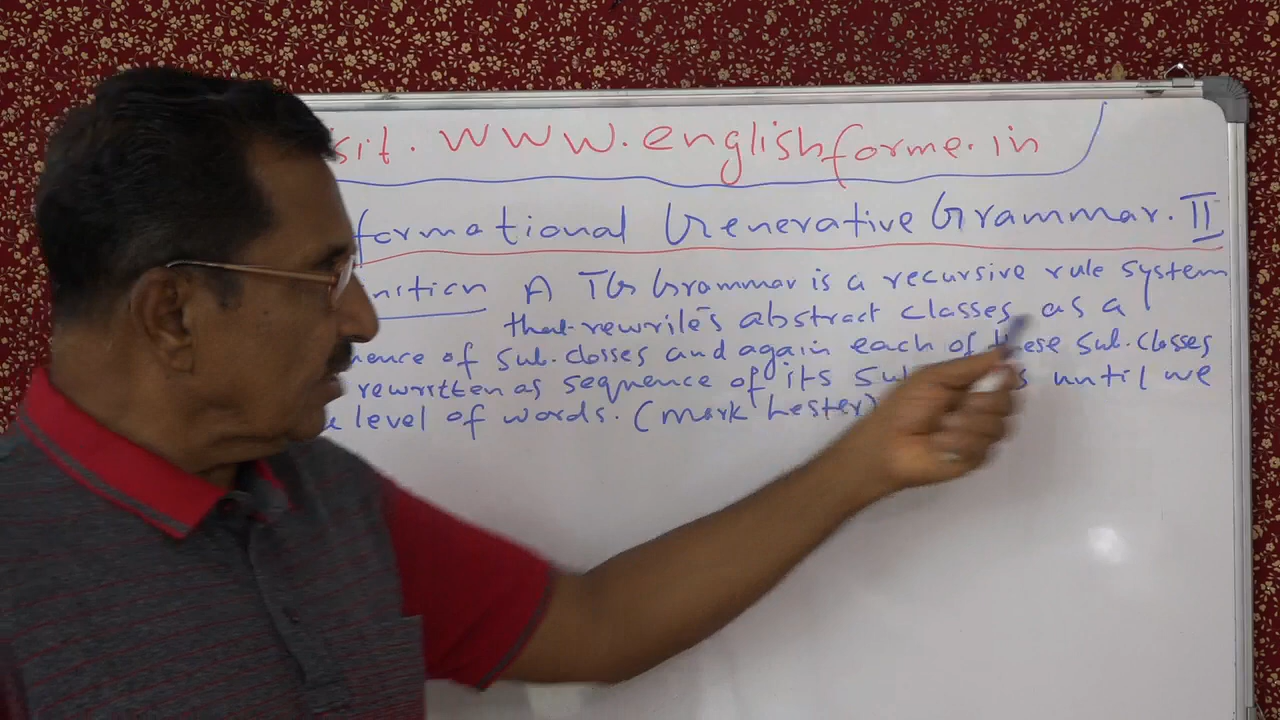 sit. www.englishforme.in
formational Generative Grammar. II
nition A TG Grammar is a recursive rule system
that rewrites abstract classes as a
ence of sub.classes and again each of these sub.classes
rewritten as sequence of its until we
level of words. (Mark Lester)